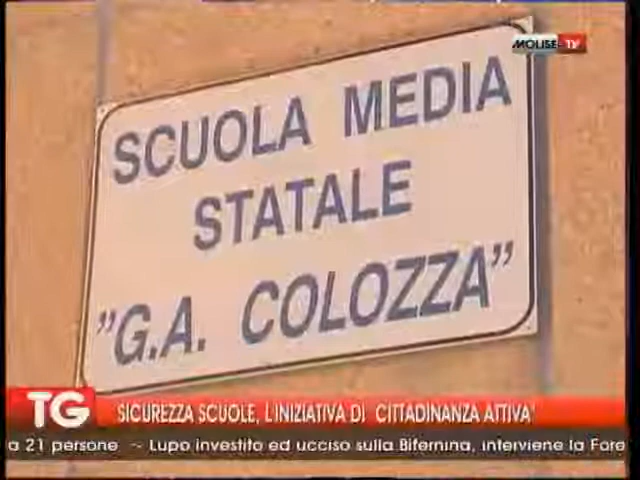 MOLISE TV
SCUOLA MEDIA
STATALE
"G.A. COLOZZA"
TG SICUREZZA SCUOLE, L'INIZIATIVA DI 'CITTADINANZA ATTIVA'
a 21 persone ~- Lupo investito ed ucciso sulla Bifernina, interviene la Fore